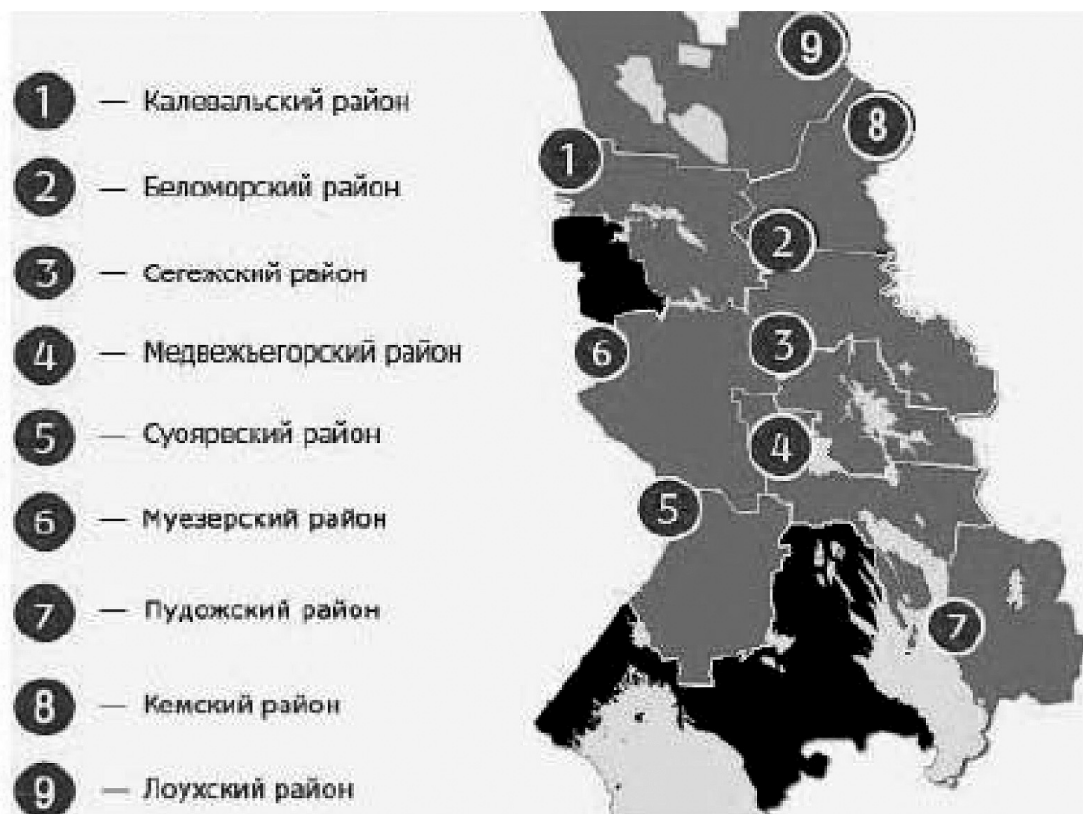 1 — Калевальский район
2 — Беломорский район
3 — Сегежский район
4 — Медвежьегорский район
5 — Суоярвский район
6 — Муезерский район
7 — Пудожский район
8 — Кемский район
9 — Лоухский район
9
8
1
2
3
6
4
5
7